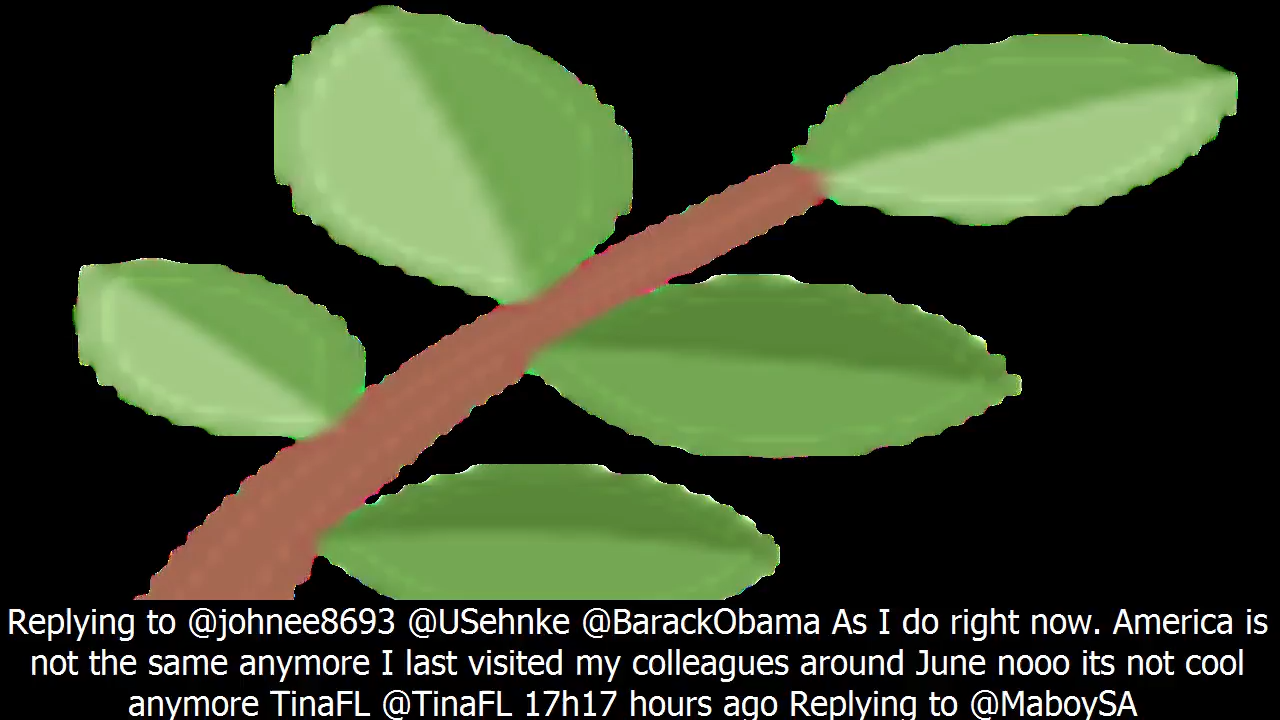 Replying to @johnee8693 @USehnke @BarackObama As I do right now. America is
not the same anymore I last visited my colleagues around June nooo its not cool
anymore TinaFL @TinaFL 17h17 hours ago Replying to @MaboySA